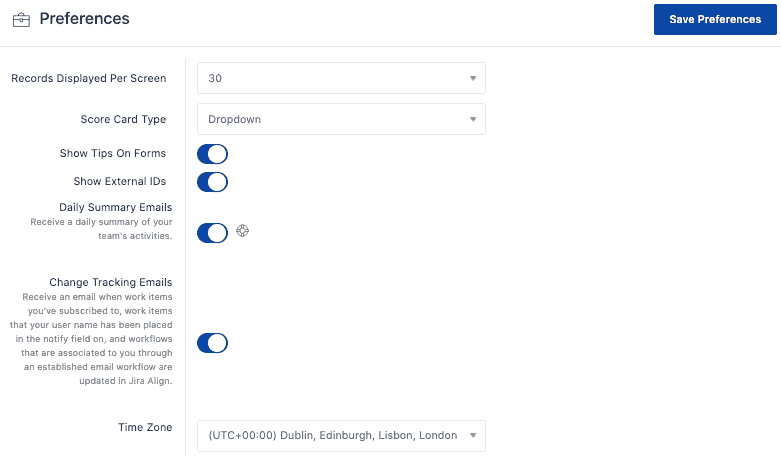 Preferences
Save Preferences
Records Displayed Per Screen
30
Score Card Type
Dropdown
Show Tips On Forms
Show External IDs
Daily Summary Emails
Receive a daily summary of your
team's activities.
Change Tracking Emails
Receive an email when work items
you've subscribed to, work items
that your user name has been placed
in the notify field on, and workflows
that are associated to you through
an established email workflow are
updated in Jira Align.
Time Zone
(UTC+00:00) Dublin, Edinburgh, Lisbon, London